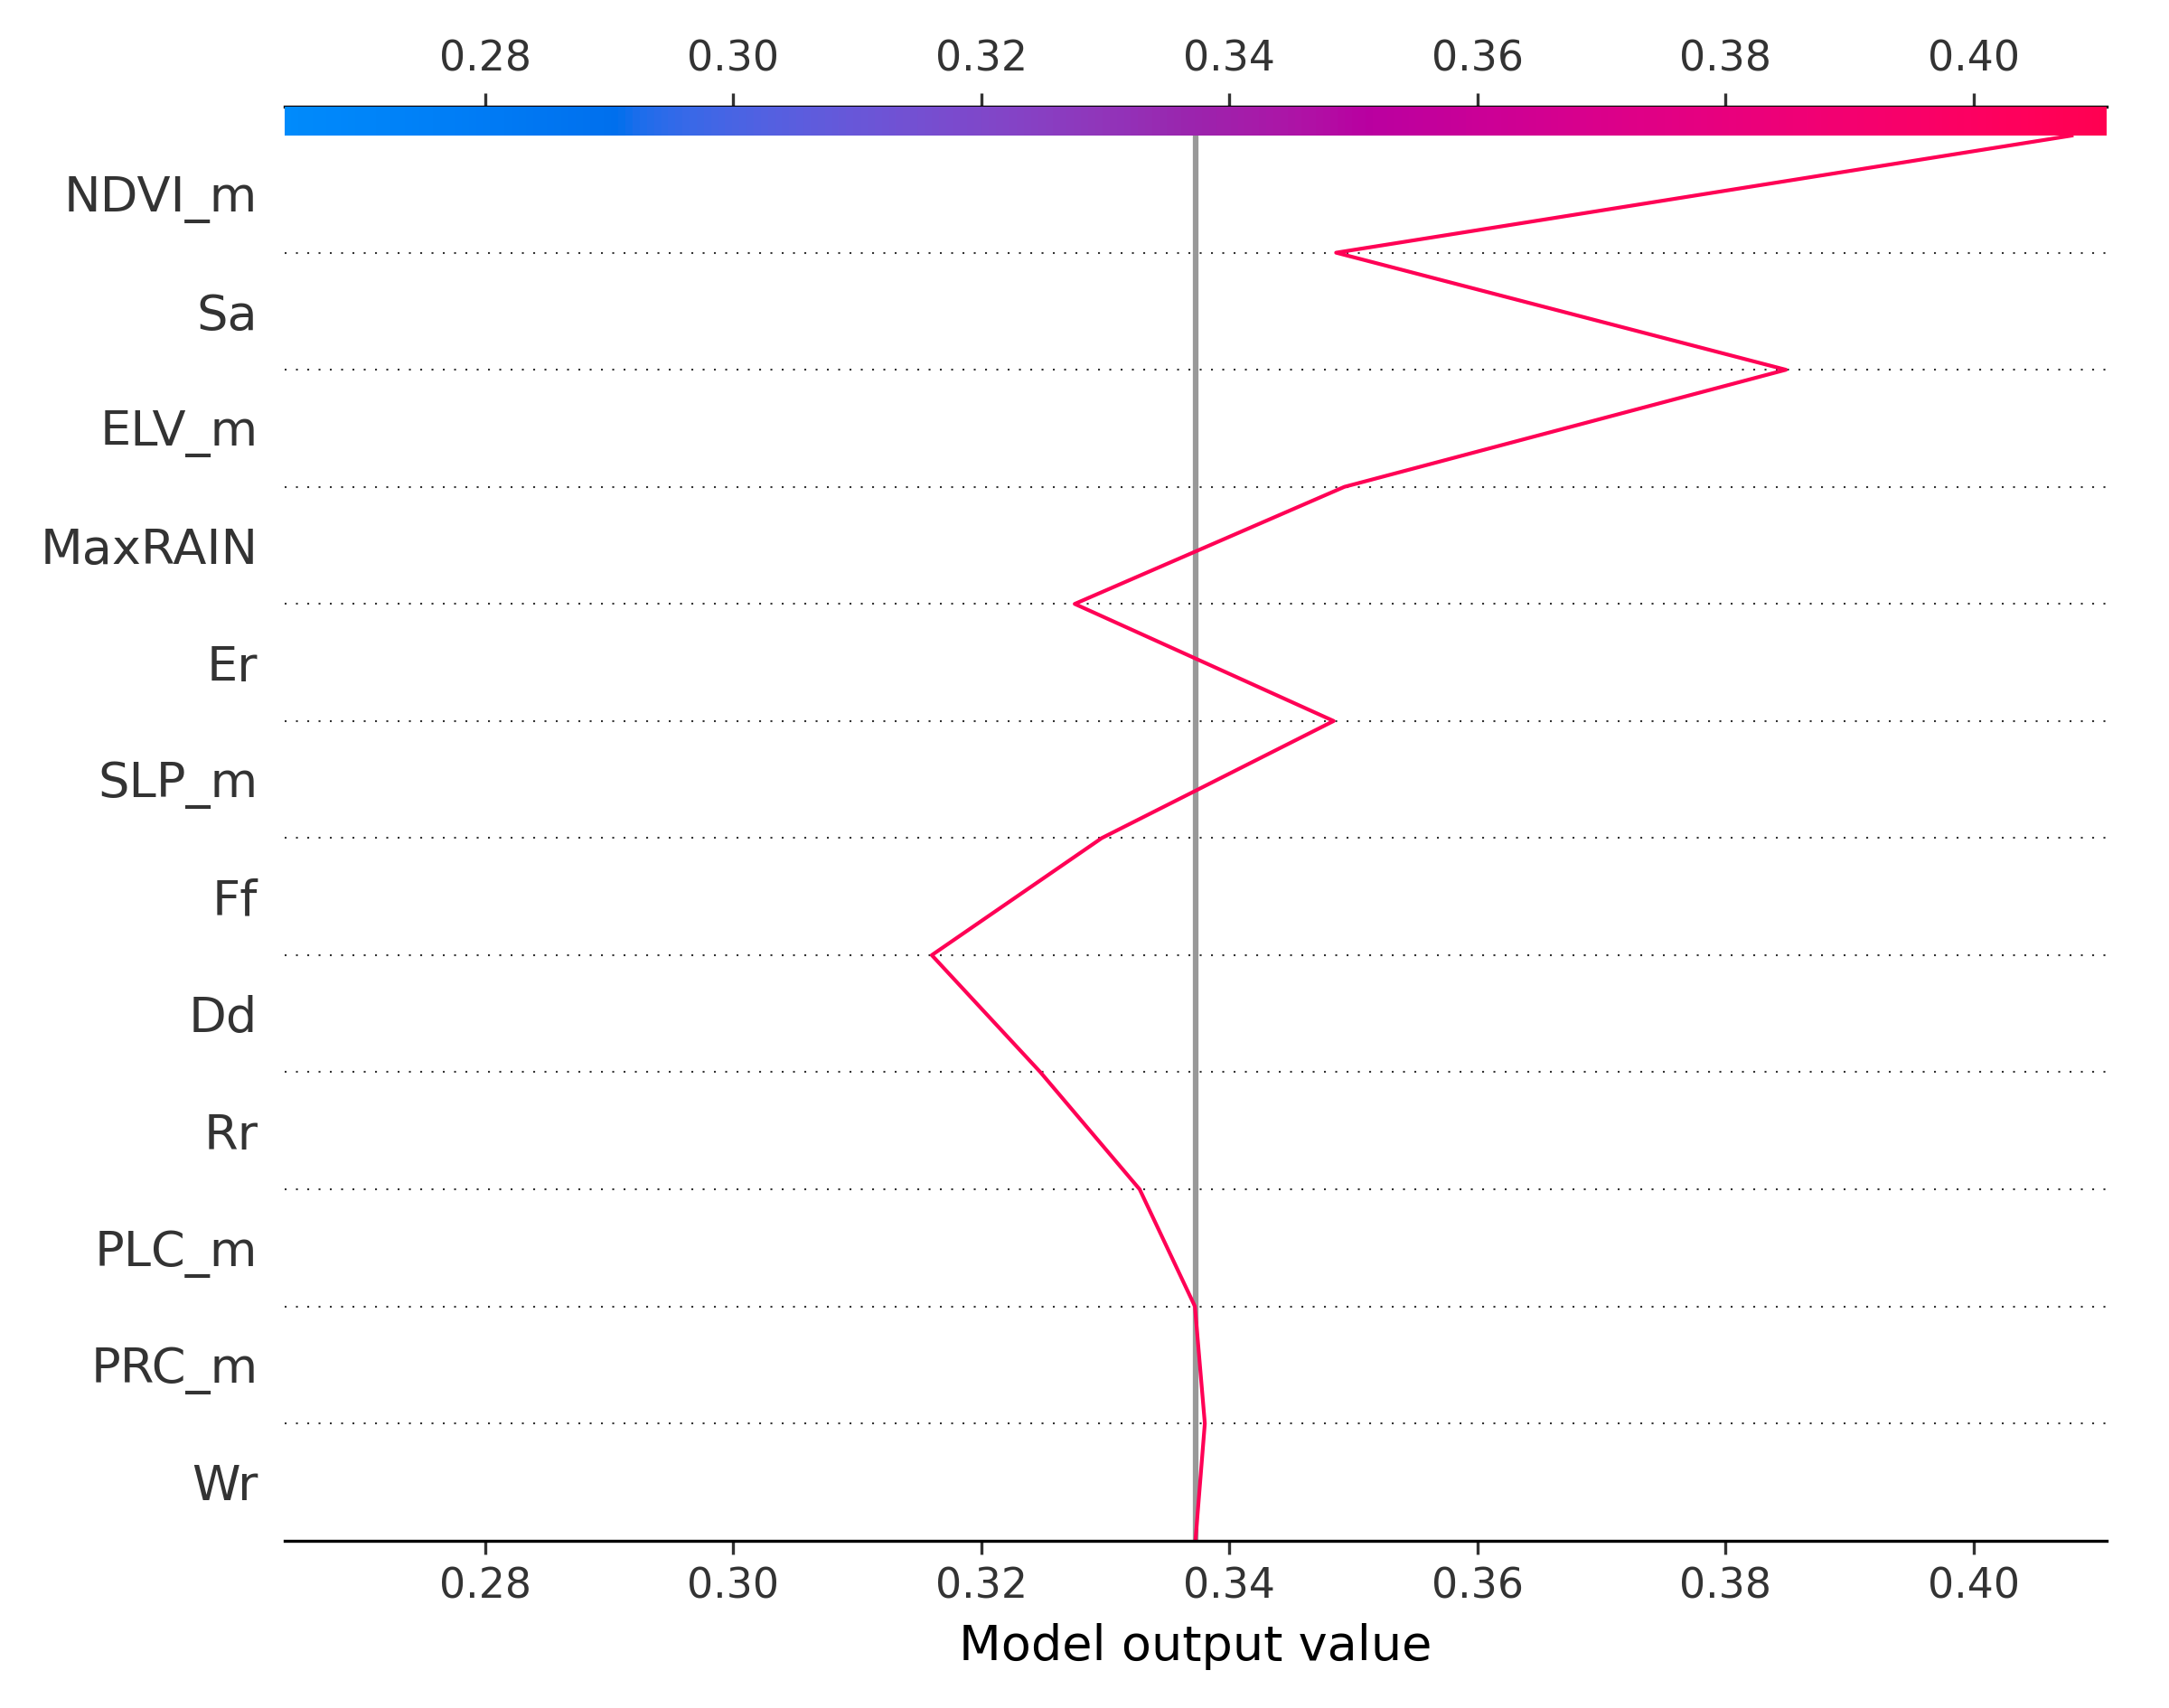 0.28 0.30 0.32 0.34 0.36 0.38 0.40
NDVI_m
Sa
ELV_m
MaxRAIN
Er
SLP_m
Ff
Dd
Rr
PLC_m
PRC_m
Wr
0.28 0.30 0.32 0.34 0.36 0.38 0.40
Model output value